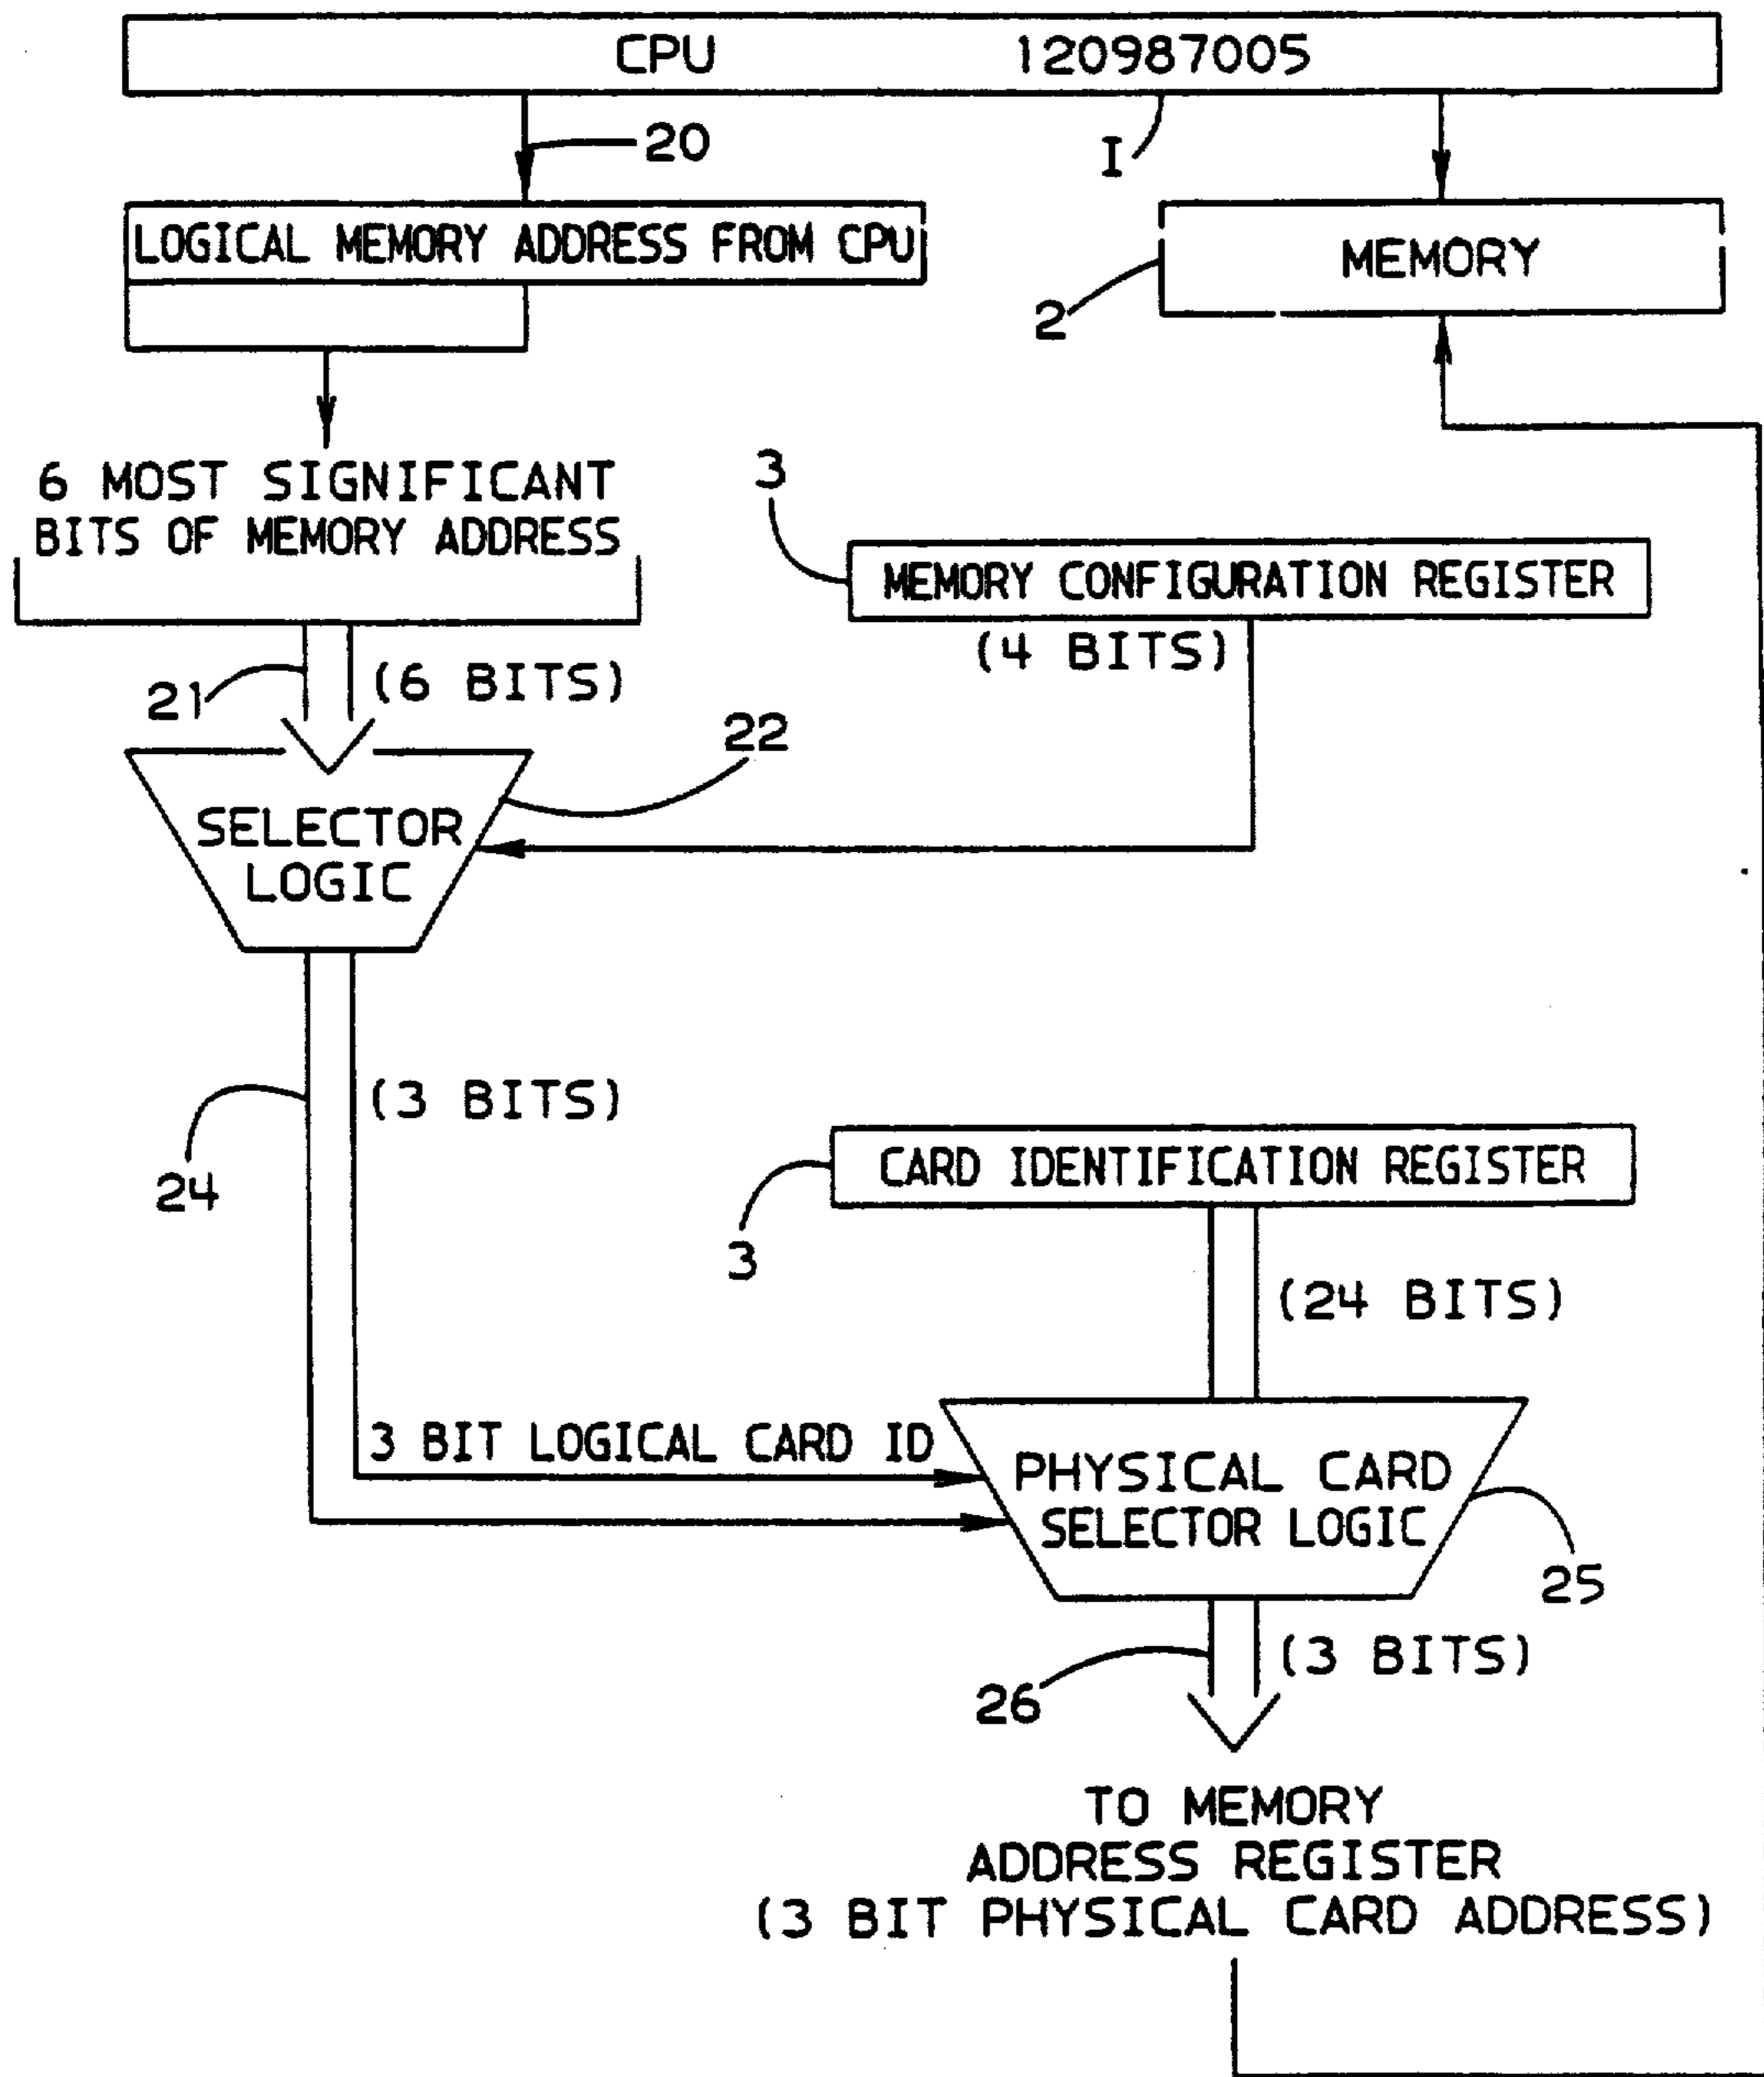 CPU 120987005
20
I
LOGICAL MEMORY ADDRESS FROM CPU
MEMORY
2
6 MOST SIGNIFICANT
BITS OF MEMORY ADDRESS
3
MEMORY CONFIGURATION REGISTER
(4 BITS)
21
(6 BITS)
22
SELECTOR
LOGIC
(3 BITS)
24
CARD IDENTIFICATION REGISTER
3
(24 BITS)
3 BIT LOGICAL CARD ID
PHYSICAL CARD
SELECTOR LOGIC
25
26
(3 BITS)
TO MEMORY
ADDRESS REGISTER
(3 BIT PHYSICAL CARD ADDRESS)